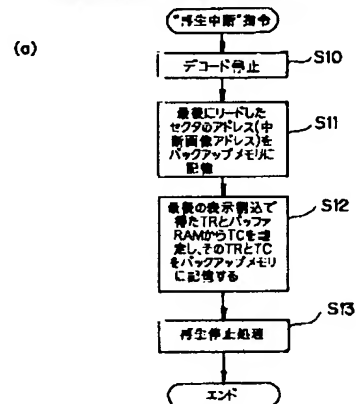 (a)
"再生中断"指令
デコード停止
S10
最後にリードした
セクタのアドレス(中
断画像アドレス)を
バックアップメモリに
記憶
S11
最後の表示割込で
得たTRとバッファ
RAMからTCを推
定し、そのTRとTC
をバックアップメモリ
に記憶する
S12
再生停止処理
S13
エンド